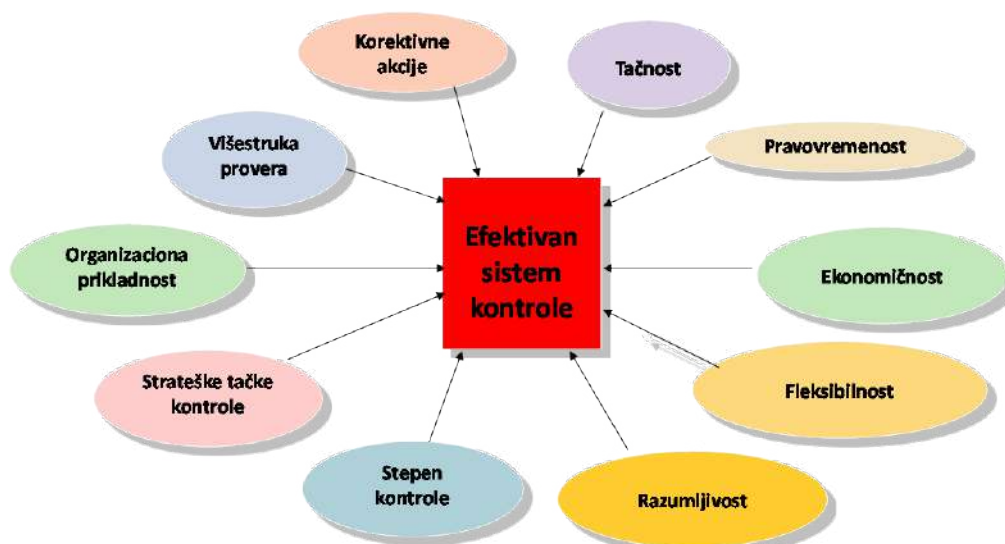 Korektivne
akcije
Tačnost
Višestruka
provera
Pravovremenost
Efektivan
sistem
kontrole
Organizaciona
prikladnost
Ekonomičnost
Strateške tačke
kontrole
Fleksibilnost
Stepen
kontrole
Razumljivost